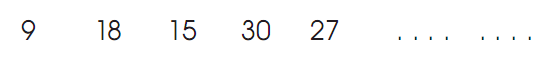 9 18 15 30 27 . . . . . . . .